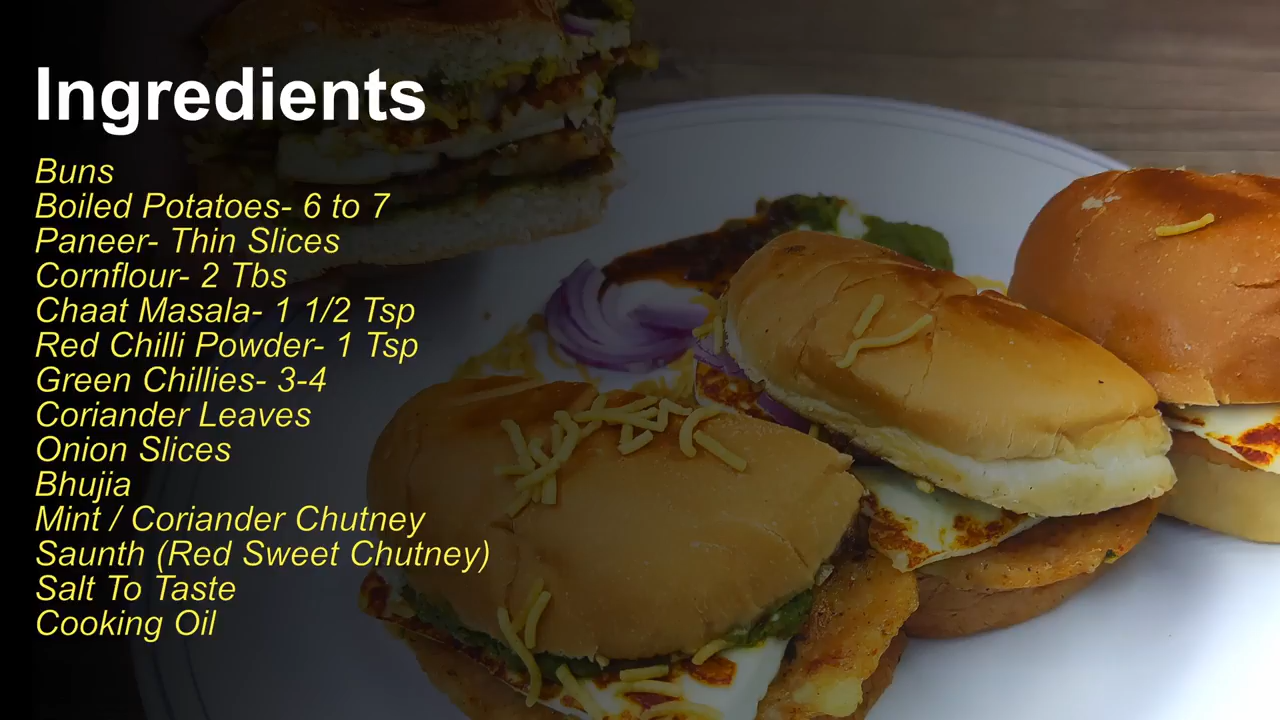 Ingredients
Buns
Boiled Potatoes- 6 to 7
Paneer- Thin Slices
Cornflour- 2 Tbs
Chaat Masala- 1 1/2 Tsp
Red Chilli Powder- 1 Tsp
Green Chillies- 3-4
Coriander Leaves
Onion Slices
Bhujia
Mint / Coriander Chutney
Saunth (Red Sweet Chutney)
Salt To Taste
Cooking Oil